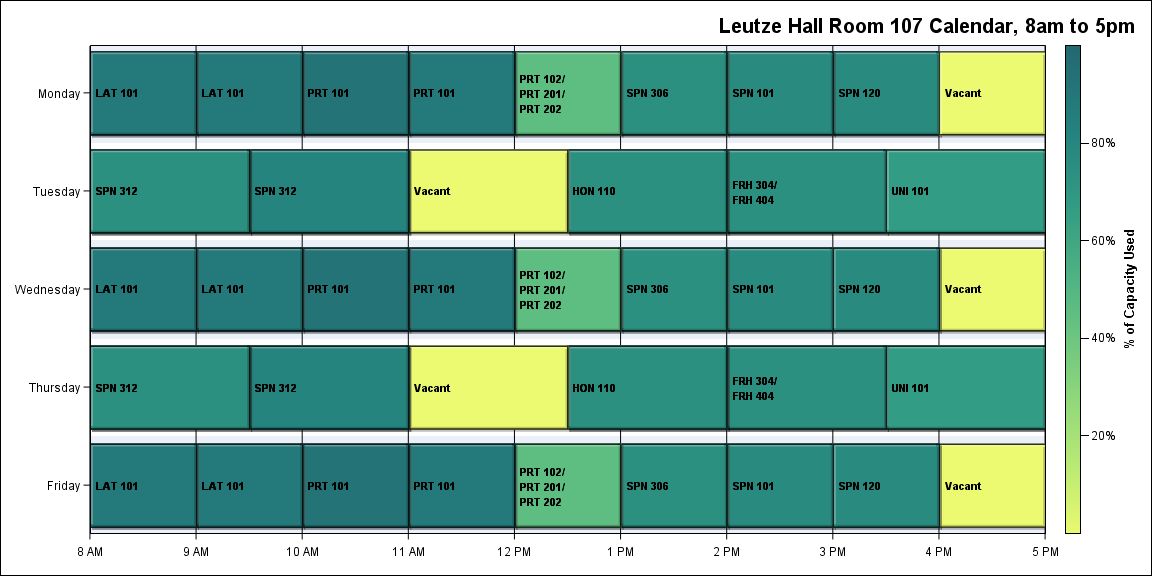 Leutze Hall Room 107 Calendar, 8am to 5pm
Monday
LAT 101
LAT 101
PRT 101
PRT 101
PRT 102/
PRT 201/
PRT 202
SPN 306
SPN 101
SPN 120
Vacant
Tuesday
SPN 312
SPN 312
Vacant
HON 110
FRH 304/
FRH 404
UNI 101
Wednesday
LAT 101
LAT 101
PRT 101
PRT 101
PRT 102/
PRT 201/
PRT 202
SPN 306
SPN 101
SPN 120
Vacant
Thursday
SPN 312
SPN 312
Vacant
HON 110
FRH 304/
FRH 404
UNI 101
Friday
LAT 101
LAT 101
PRT 101
PRT 101
PRT 102/
PRT 201/
PRT 202
SPN 306
SPN 101
SPN 120
Vacant
8 AM
9 AM
10 AM
11 AM
12 PM
1 PM
2 PM
3 PM
4 PM
5 PM
80%
60%
40%
20%
% of Capacity Used